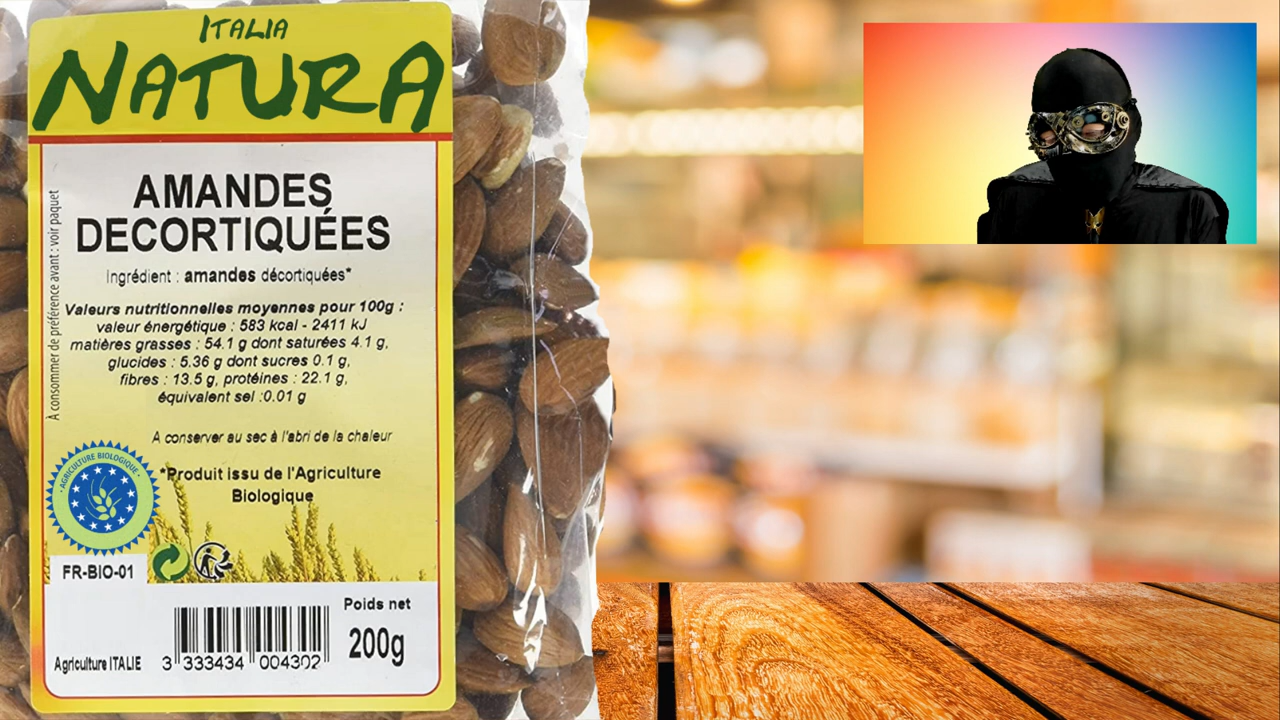 ITALIA
NATURA
AMANDES
DECORTIQUÉES
Ingrédient : amandes décortiquées*
Valeurs nutritionnelles moyennes pour 100g :
valeur énergétique : 583 kcal - 2411 kJ
matières grasses : 54.1 g dont saturées 4.1 g,
glucides : 5.36 g dont sucres 0.1 g,
fibres : 13.5 g, protéines : 22.1 g,
équivalent sel :0.01 g
A conserver au sec à l'abri de la chaleur
*Produit issu de l'Agriculture
Biologique
À consommer de préférence avant : voir paquet
· AGRICULTURE BIOLOGIQUE ·
FR-BIO-01
Poids net
200g
Agriculture ITALIE
3 333434 004302